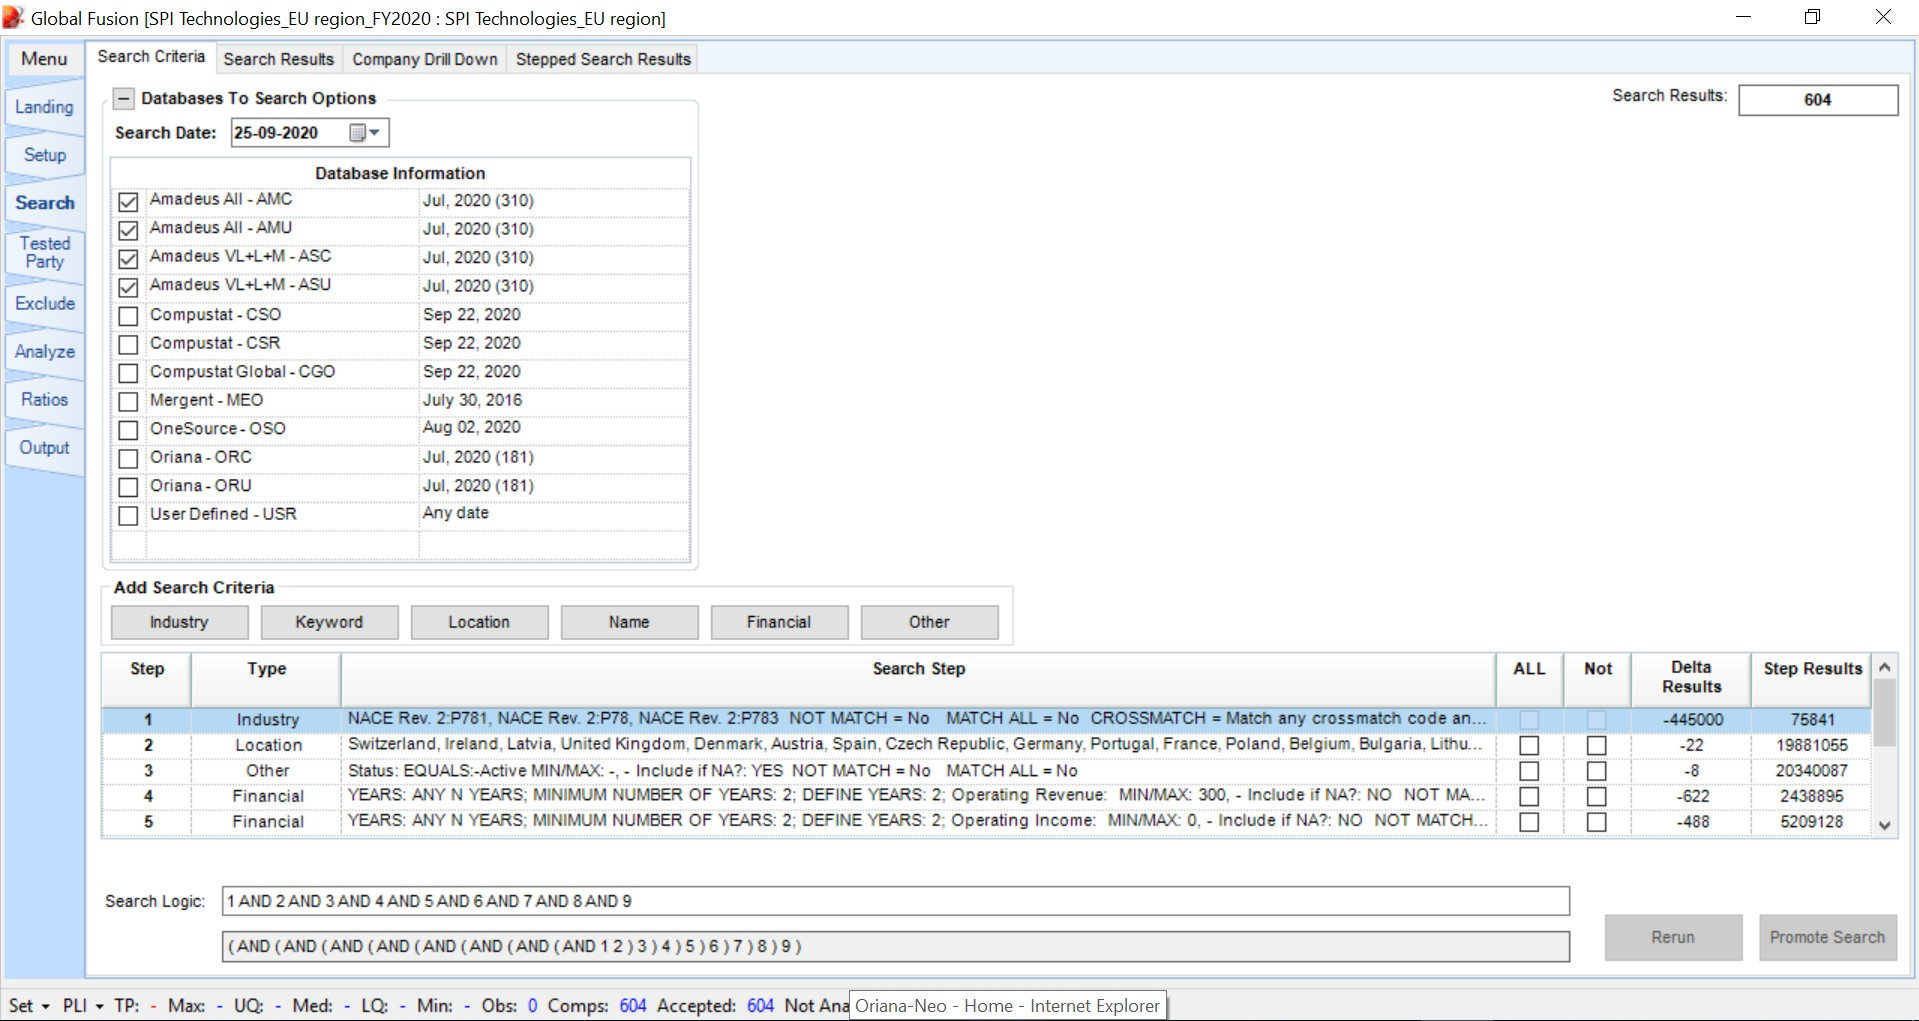 Global Fusion [SPI Technologies_EU region_FY2020 : SPI Technologies_EU region]
Menu
Search Criteria
Search Results
Company Drill Down
Stepped Search Results
Landing
Setup
Search
Tested
Party
Exclude
Analyze
Ratios
Output
Databases To Search Options
Search Results: 604
Search Date: 25-09-2020
Database Information
Amadeus All - AMC Jul, 2020 (310)
Amadeus All - AMU Jul, 2020 (310)
Amadeus VL+L+M - ASC Jul, 2020 (310)
Amadeus VL+L+M - ASU Jul, 2020 (310)
Compustat - CSO Sep 22, 2020
Compustat - CSR Sep 22, 2020
Compustat Global - CGO Sep 22, 2020
Mergent - MEO July 30, 2016
OneSource - OSO Aug 02, 2020
Oriana - ORC Jul, 2020 (181)
Oriana - ORU Jul, 2020 (181)
User Defined - USR Any date
Add Search Criteria
Industry Keyword Location Name Financial Other
Step Type Search Step ALL Not Delta Results Step Results
1 Industry NACE Rev. 2:P781, NACE Rev. 2:P78, NACE Rev. 2:P783 NOT MATCH = No MATCH ALL = No CROSSMATCH = Match any crossmatch code an... -445000 75841
2 Location Switzerland, Ireland, Latvia, United Kingdom, Denmark, Austria, Spain, Czech Republic, Germany, Portugal, France, Poland, Belgium, Bulgaria, Lithu... -22 19881055
3 Other Status: EQUALS:-Active MIN/MAX: -, - Include if NA?: YES NOT MATCH = No MATCH ALL = No -8 20340087
4 Financial YEARS: ANY N YEARS; MINIMUM NUMBER OF YEARS: 2; DEFINE YEARS: 2; Operating Revenue: MIN/MAX: 300, - Include if NA?: NO NOT MA... -622 2438895
5 Financial YEARS: ANY N YEARS; MINIMUM NUMBER OF YEARS: 2; DEFINE YEARS: 2; Operating Income: MIN/MAX: 0, - Include if NA?: NO NOT MATCH... -488 5209128
Search Logic: 1 AND 2 AND 3 AND 4 AND 5 AND 6 AND 7 AND 8 AND 9
( AND ( AND ( AND ( AND ( AND ( AND ( AND ( AND 1 2 ) 3 ) 4 ) 5 ) 6 ) 7 ) 8 ) 9 )
Rerun Promote Search
Set PLI TP: - Max: - UQ: - Med: - LQ: - Min: - Obs: 0 Comps: 604 Accepted: 604 Not Ana
Oriana-Neo - Home - Internet Explorer